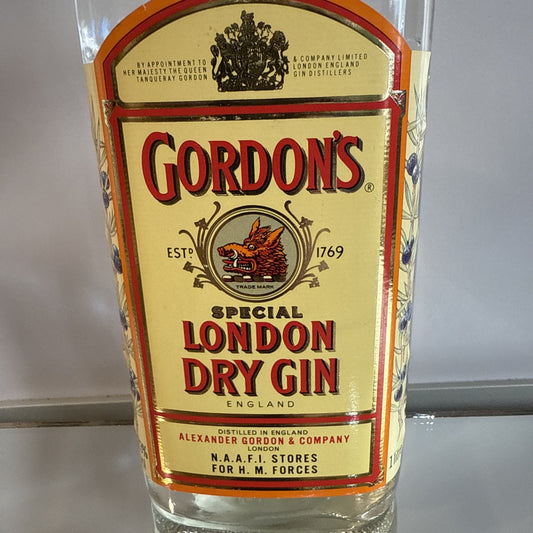 BY APPOINTMENT TO
HER MAJESTY THE QUEEN
TANQUERAY GORDON
& COMPANY LIMITED
LONDON ENGLAND
GIN DISTILLERS
GORDON'S®
ESTD 1769
TRADE MARK
SPECIAL
LONDON
DRY GIN
ENGLAND
DISTILLED IN ENGLAND
ALEXANDER GORDON & COMPANY
LONDON
N.A.A.F.I. STORES
FOR H. M. FORCES